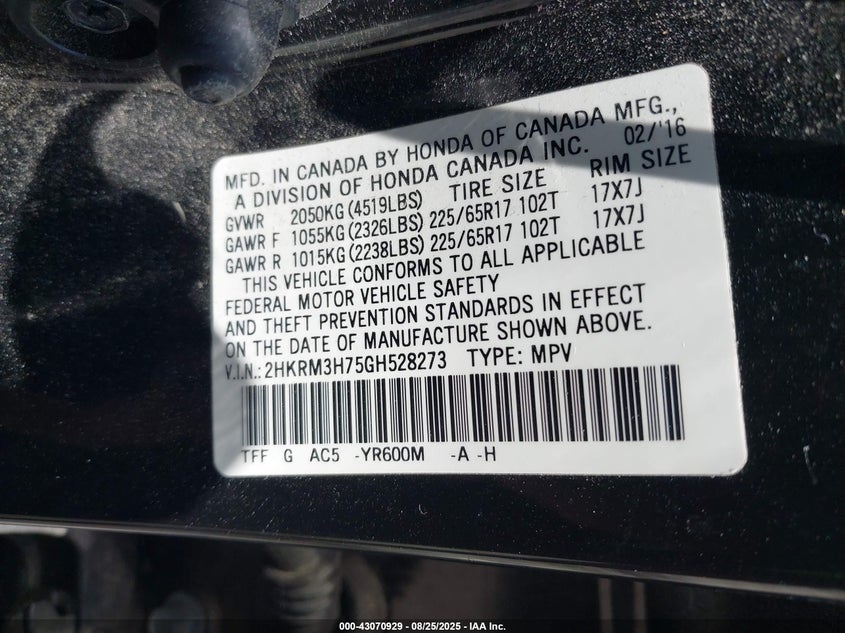 MFD. IN CANADA BY HONDA OF CANADA MFG.,
A DIVISION OF HONDA CANADA INC. 02/'16
GVWR 2050KG(4519LBS) TIRE SIZE RIM SIZE
GAWR F 1055KG(2326LBS) 225/65R17 102T 17X7J
GAWR R 1015KG(2238LBS) 225/65R17 102T 17X7J
THIS VEHICLE CONFORMS TO ALL APPLICABLE
FEDERAL MOTOR VEHICLE SAFETY
AND THEFT PREVENTION STANDARDS IN EFFECT
ON THE DATE OF MANUFACTURE SHOWN ABOVE.
V.I.N.:2HKRM3H75GH528273 TYPE: MPV
TFF G AC5 -YR600M -A -H
000-43070929 - 08/25/2025 - IAA Inc.